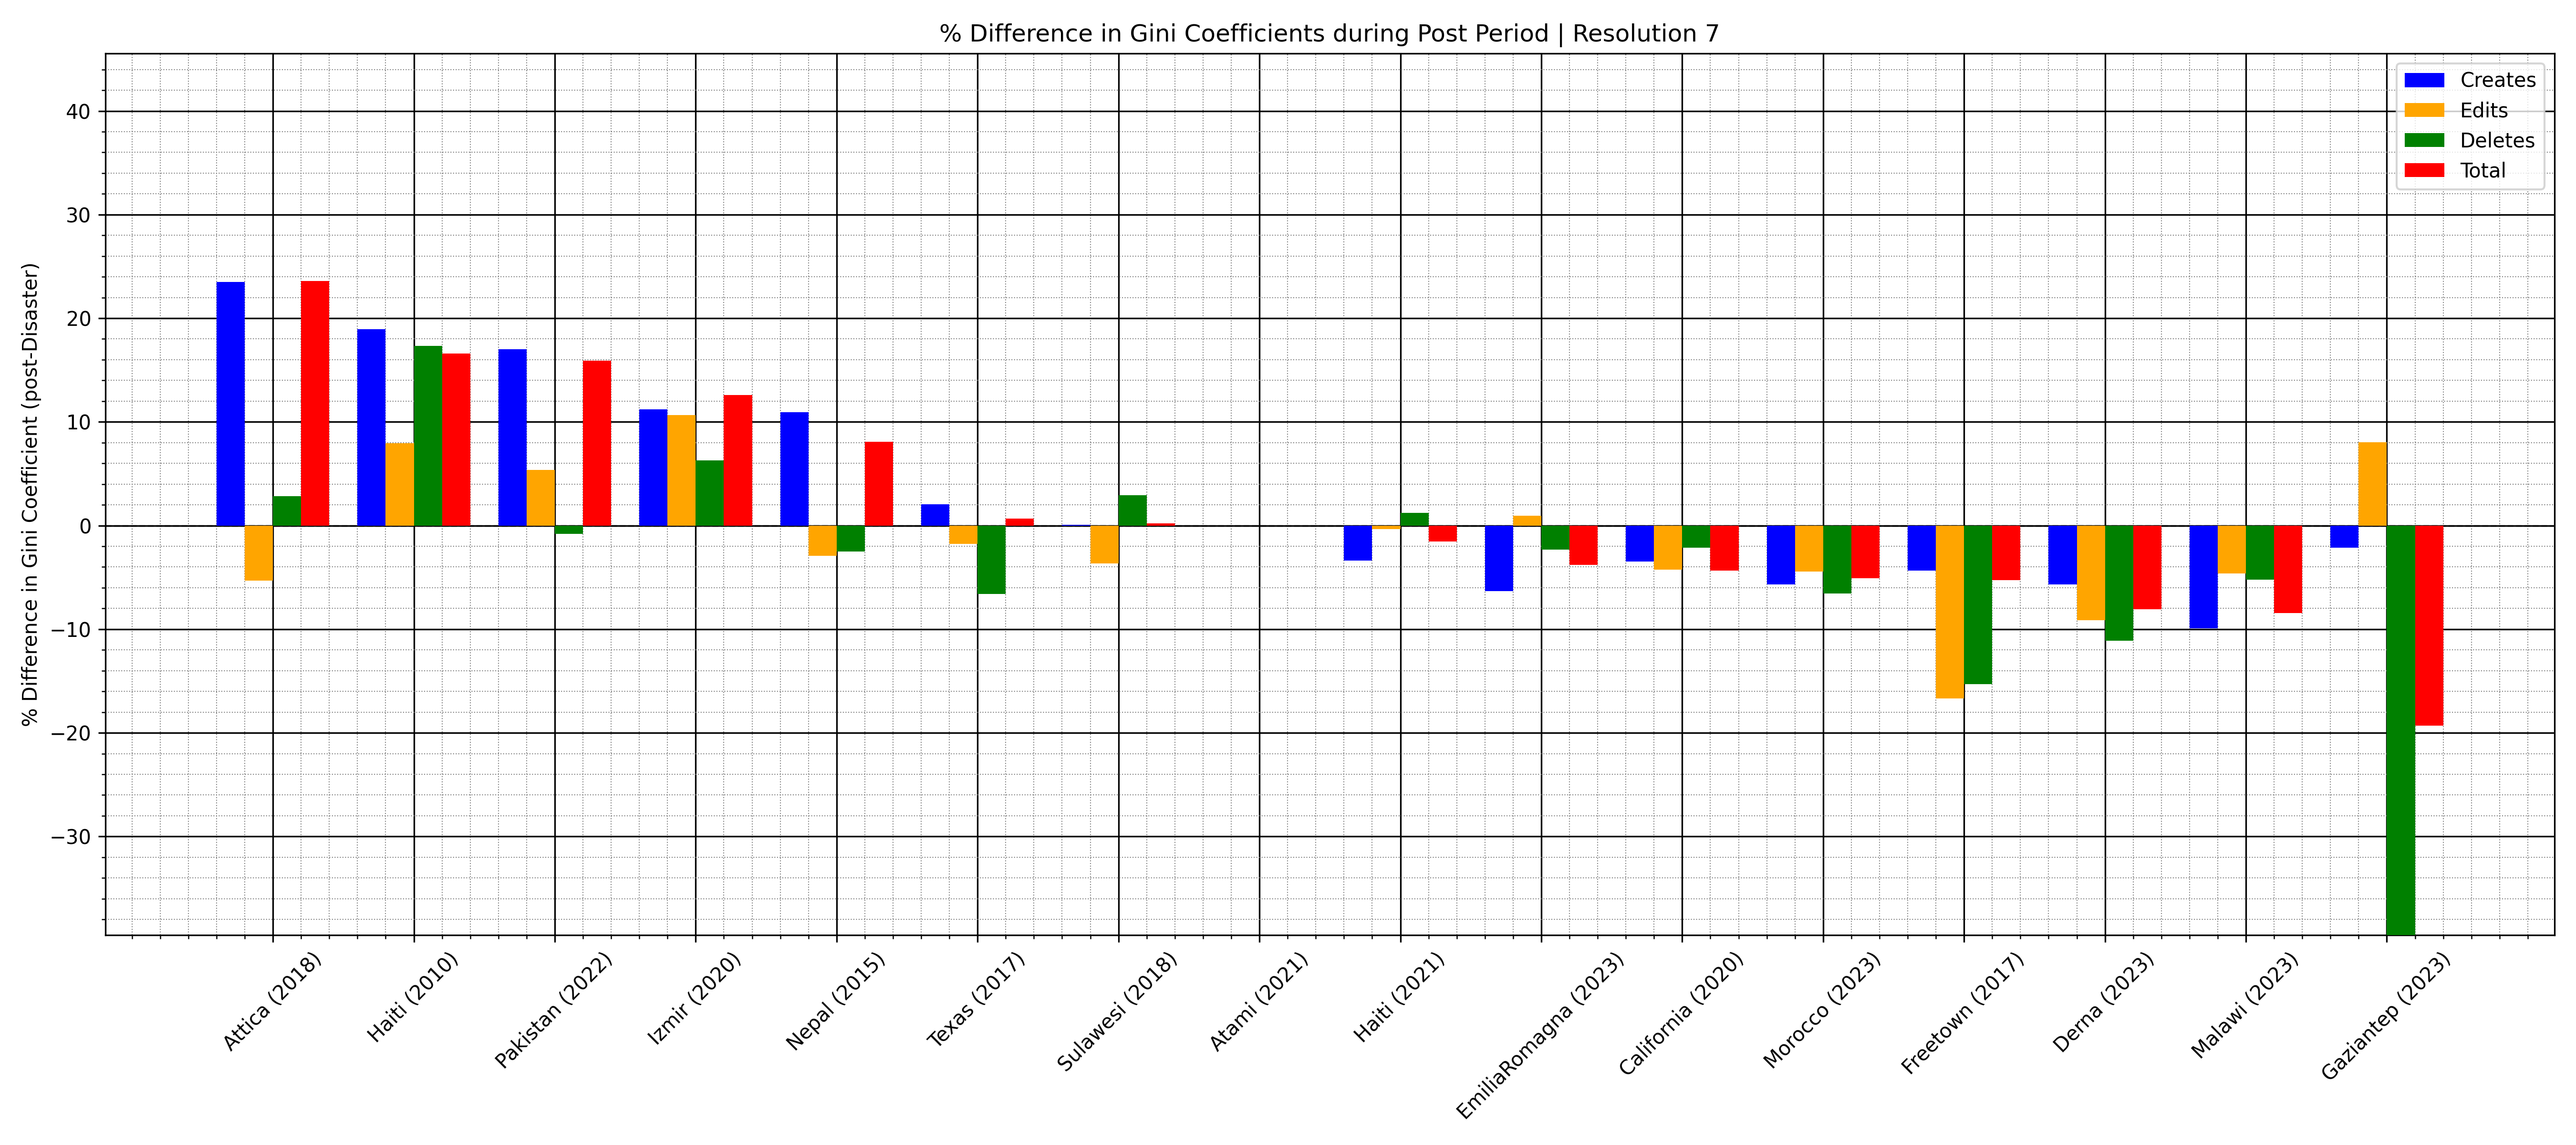 % Difference in Gini Coefficients during Post Period | Resolution 7
% Difference in Gini Coefficient (post-Disaster)
40
30
20
10
0
−10
−20
−30
Creates
Edits
Deletes
Total
Attica (2018)
Haiti (2010)
Pakistan (2022)
Izmir (2020)
Nepal (2015)
Texas (2017)
Sulawesi (2018)
Atami (2021)
Haiti (2021)
EmiliaRomagna (2023)
California (2020)
Morocco (2023)
Freetown (2017)
Derna (2023)
Malawi (2023)
Gaziantep (2023)